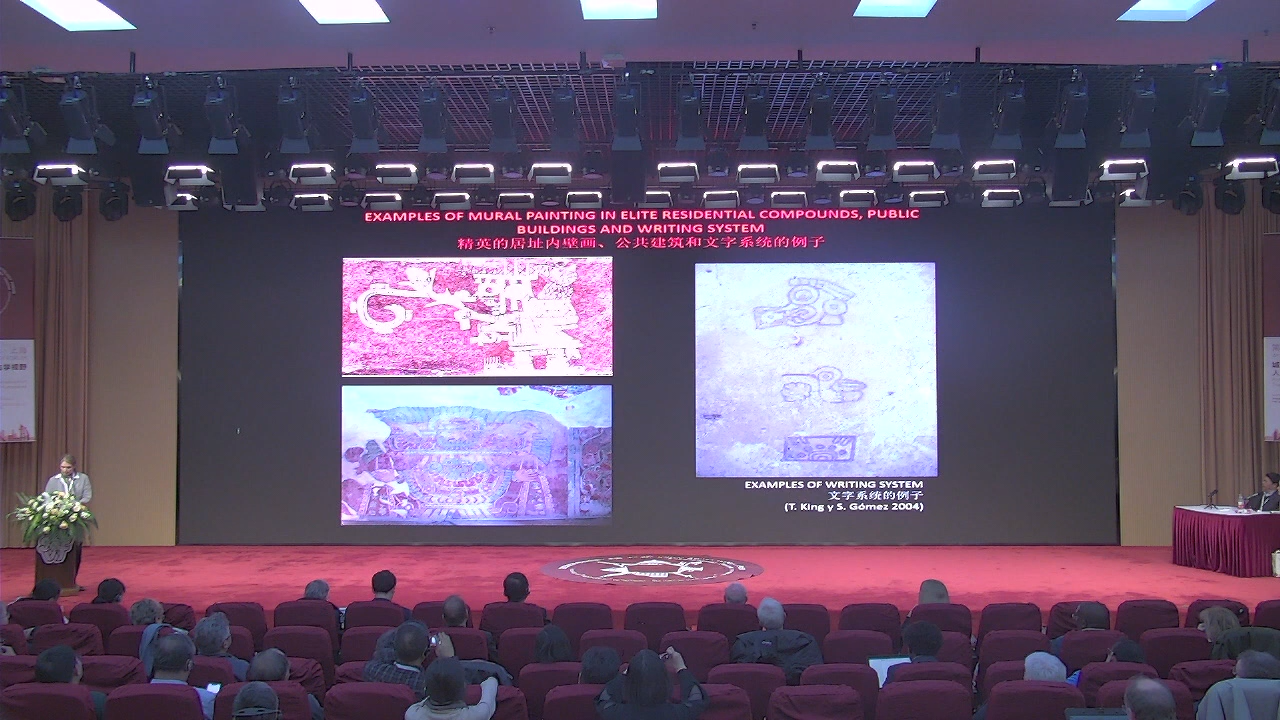 EXAMPLES OF MURAL PAINTING IN ELITE RESIDENTIAL COMPOUNDS, PUBLIC
BUILDINGS AND WRITING SYSTEM
精英的居址内壁画、公共建筑和文字系统的例子
EXAMPLES OF WRITING SYSTEM
文字系统的例子
(T. King y S. Gómez 2004)